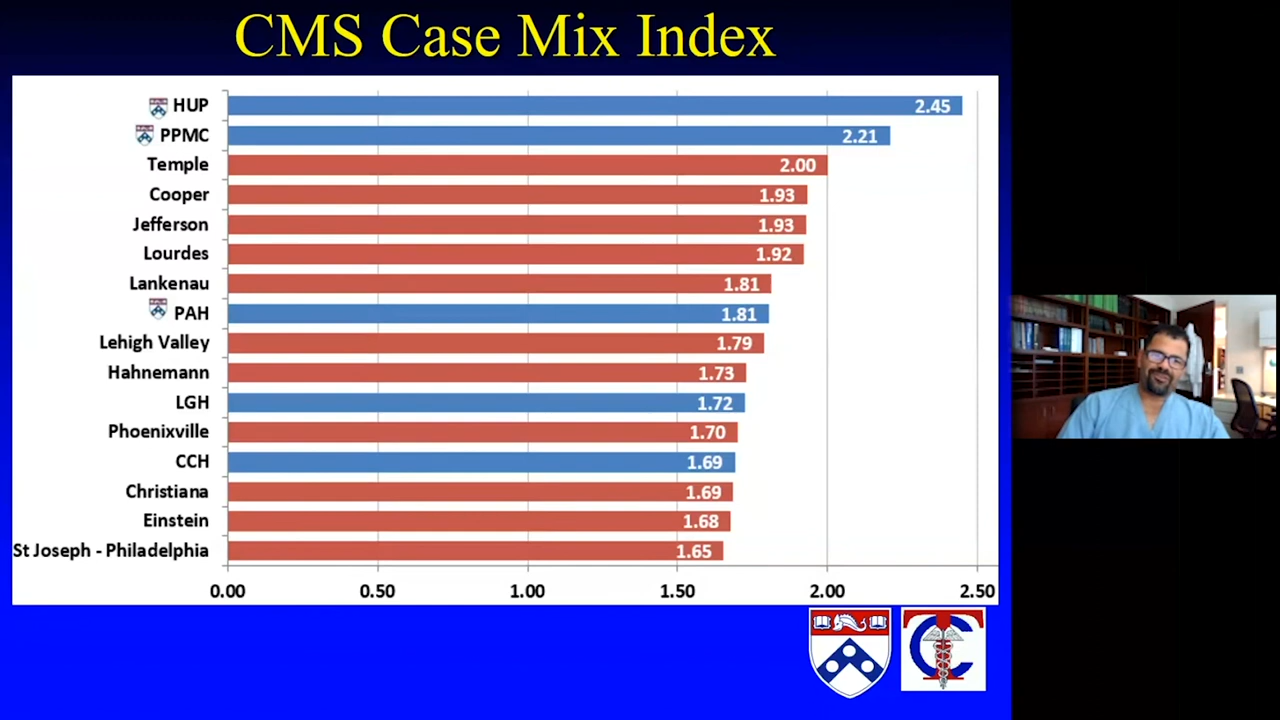 CMS Case Mix Index
HUP 2.45
PPMC 2.21
Temple 2.00
Cooper 1.93
Jefferson 1.93
Lourdes 1.92
Lankenau 1.81
PAH 1.81
Lehigh Valley 1.79
Hahnemann 1.73
LGH 1.72
Phoenixville 1.70
CCH 1.69
Christiana 1.69
Einstein 1.68
St Joseph - Philadelphia 1.65
0.00 0.50 1.00 1.50 2.00 2.50